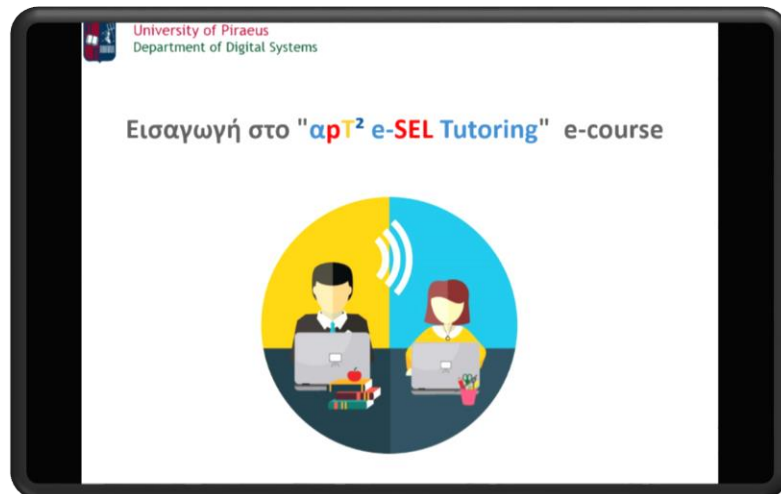 University of Piraeus
Department of Digital Systems
Εισαγωγή στο "αpT² e-SEL Tutoring" e-course